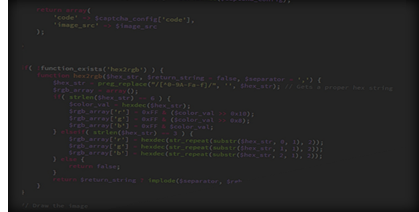 return array(
'code' => $captcha_config['code'],
'image_src' => $image_src
);
if( !function_exists('hex2rgb') ) {
function hex2rgb($hex_str, $return_string = false, $separator = ',') {
$hex_str = preg_replace("/[^0-9A-Fa-f]/", '', $hex_str); // Gets a proper hex string
$rgb_array = array();
if( strlen($hex_str) == 6 ) {
$color_val = hexdec($hex_str);
$rgb_array['r'] = 0xFF & ($color_val >> 0x10);
$rgb_array['g'] = 0xFF & ($color_val >> 0x8);
$rgb_array['b'] = 0xFF & $color_val;
} elseif( strlen($hex_str) == 3 ) {
$rgb_array['r'] = hexdec(str_repeat(substr($hex_str, 0, 1), 2));
$rgb_array['g'] = hexdec(str_repeat(substr($hex_str, 1, 1), 2));
$rgb_array['b'] = hexdec(str_repeat(substr($hex_str, 2, 1), 2));
} else {
return false;
}
return $return_string ? implode($separator, $rgb
}
// Draw the image